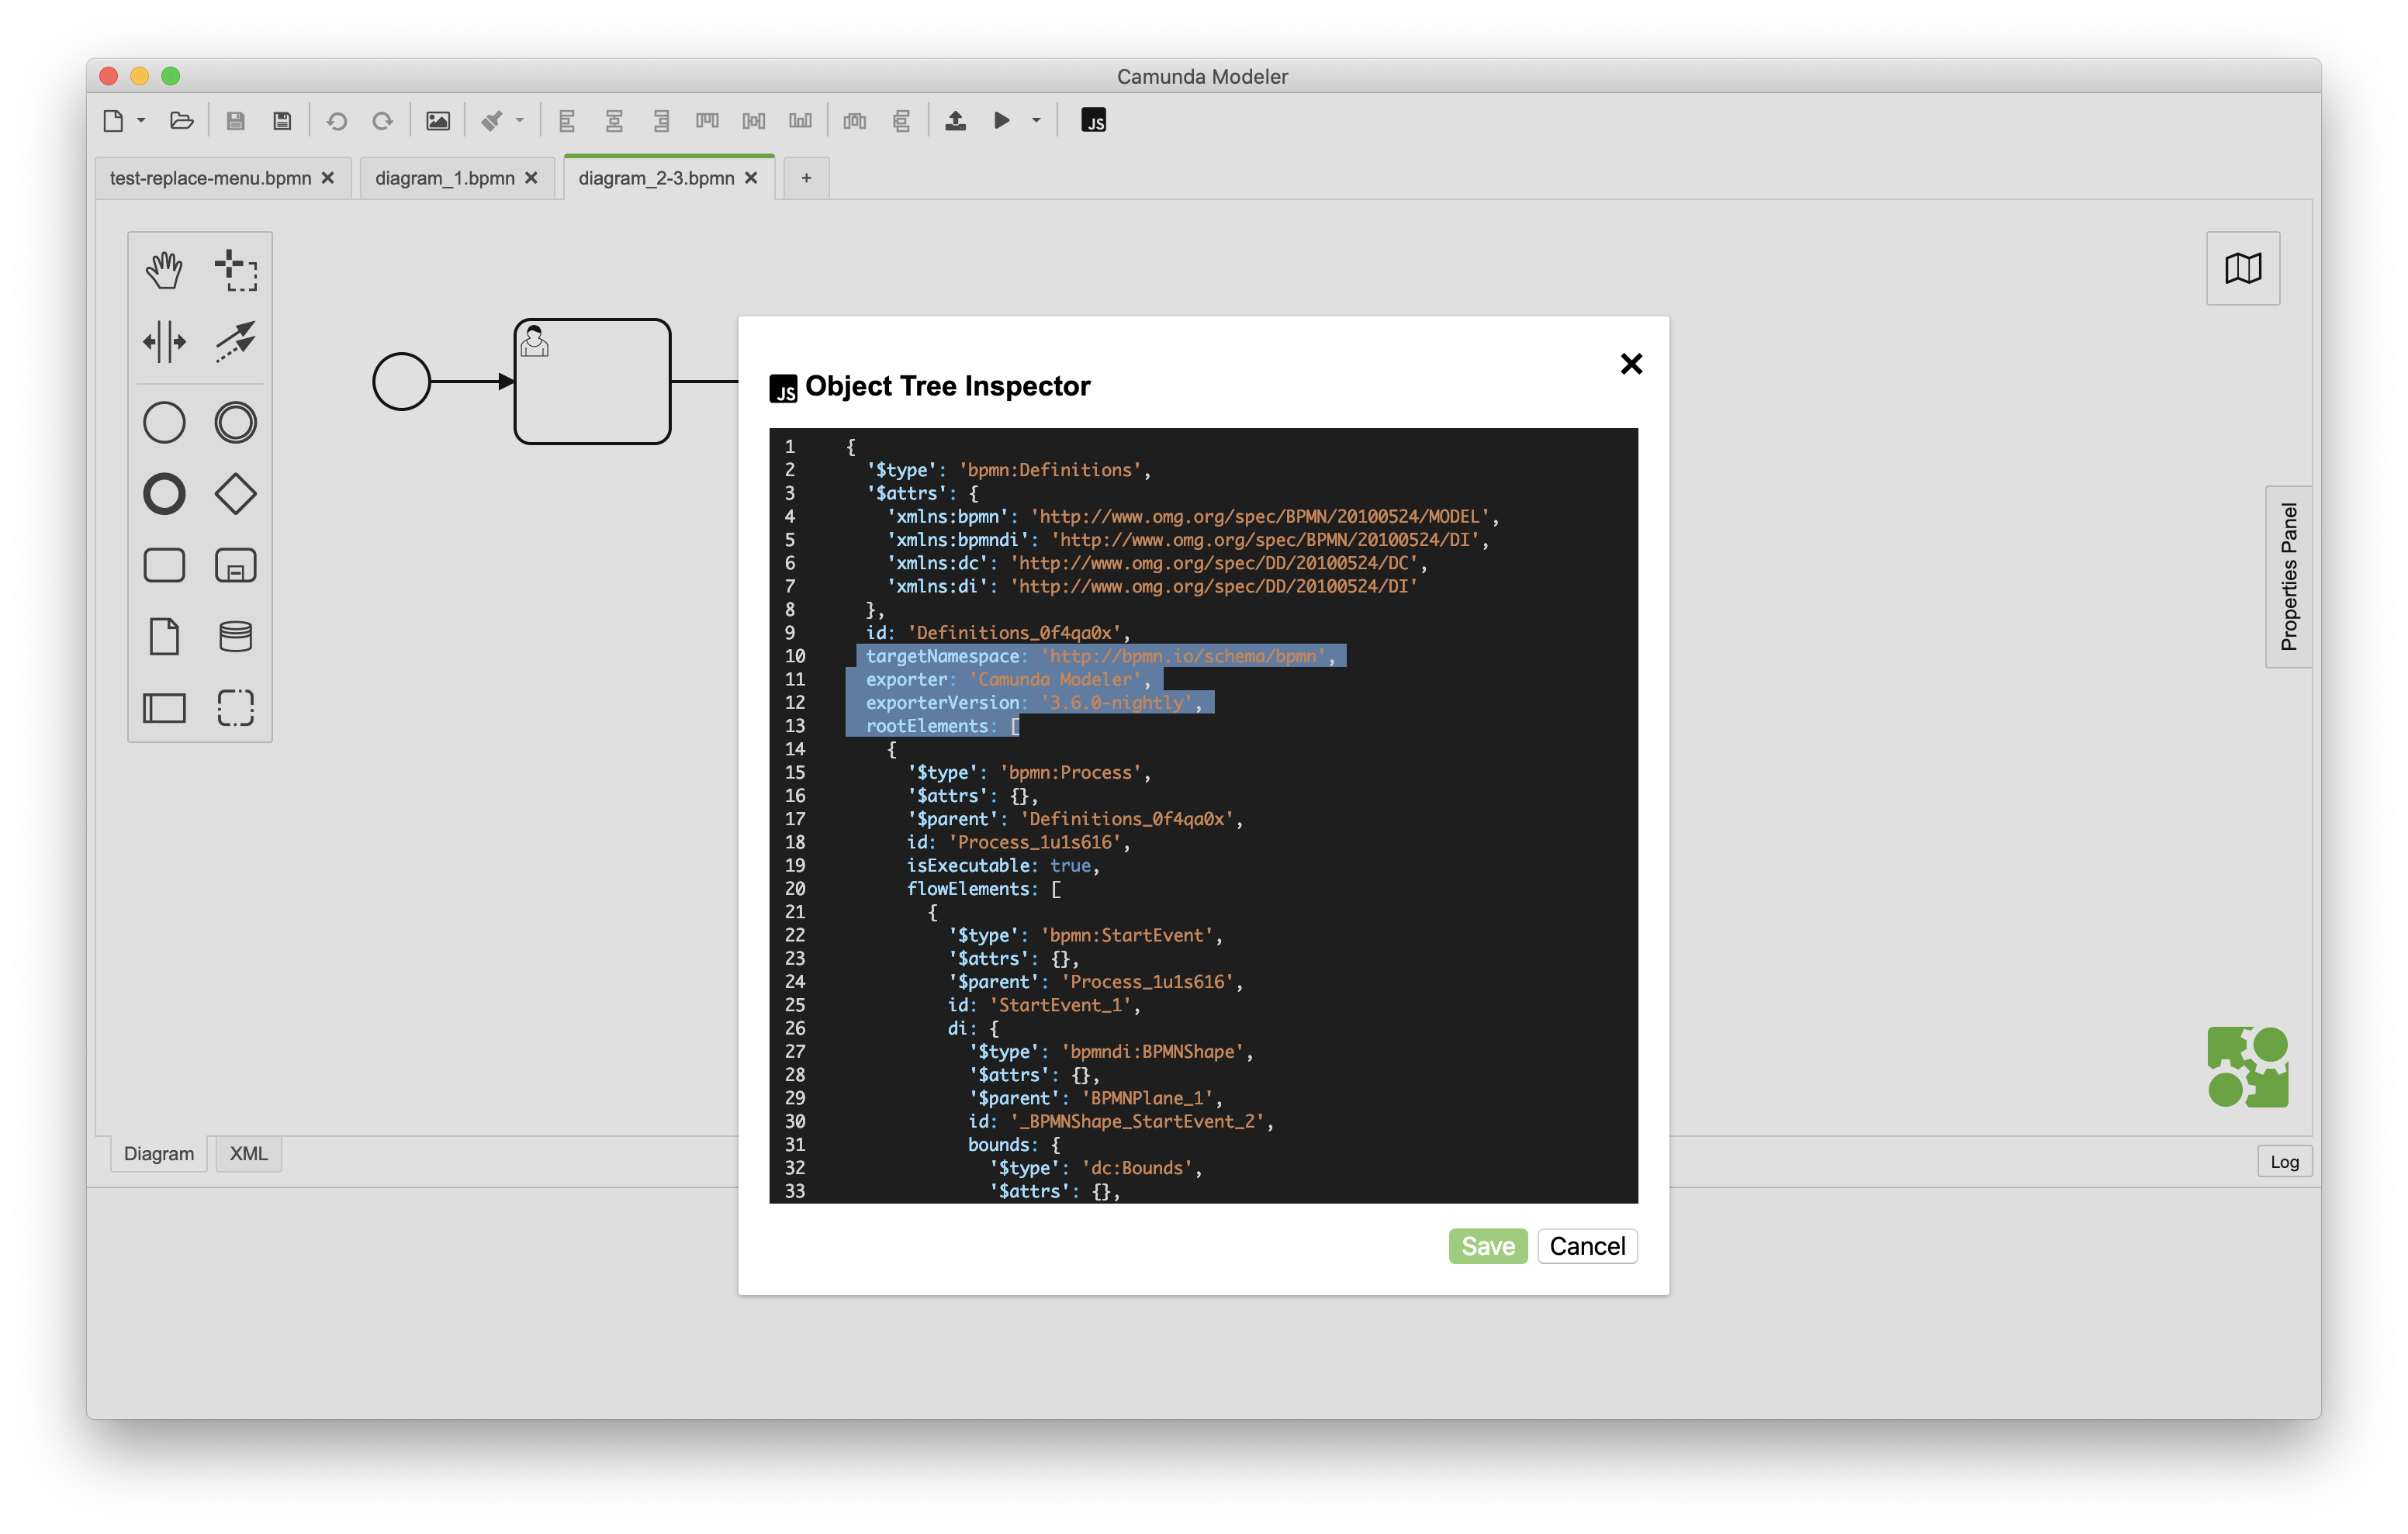 Camunda Modeler
JS
test-replace-menu.bpmn
diagram_1.bpmn
diagram_2-3.bpmn
+
Properties Panel
JS Object Tree Inspector
1 {
2 '$type': 'bpmn:Definitions',
3 '$attrs': {
4 'xmlns:bpmn': 'http://www.omg.org/spec/BPMN/20100524/MODEL',
5 'xmlns:bpmndi': 'http://www.omg.org/spec/BPMN/20100524/DI',
6 'xmlns:dc': 'http://www.omg.org/spec/DD/20100524/DC',
7 'xmlns:di': 'http://www.omg.org/spec/DD/20100524/DI'
8 },
9 id: 'Definitions_0f4qa0x',
10 targetNamespace: 'http://bpmn.io/schema/bpmn',
11 exporter: 'Camunda Modeler',
12 exporterVersion: '3.6.0-nightly',
13 rootElements: [
14 {
15 '$type': 'bpmn:Process',
16 '$attrs': {},
17 '$parent': 'Definitions_0f4qa0x',
18 id: 'Process_1u1s616',
19 isExecutable: true,
20 flowElements: [
21 {
22 '$type': 'bpmn:StartEvent',
23 '$attrs': {},
24 '$parent': 'Process_1u1s616',
25 id: 'StartEvent_1',
26 di: {
27 '$type': 'bpmndi:BPMNShape',
28 '$attrs': {},
29 '$parent': 'BPMNPlane_1',
30 id: '_BPMNShape_StartEvent_2',
31 bounds: {
32 '$type': 'dc:Bounds',
33 '$attrs': {},
Save
Cancel
Diagram
XML
Log